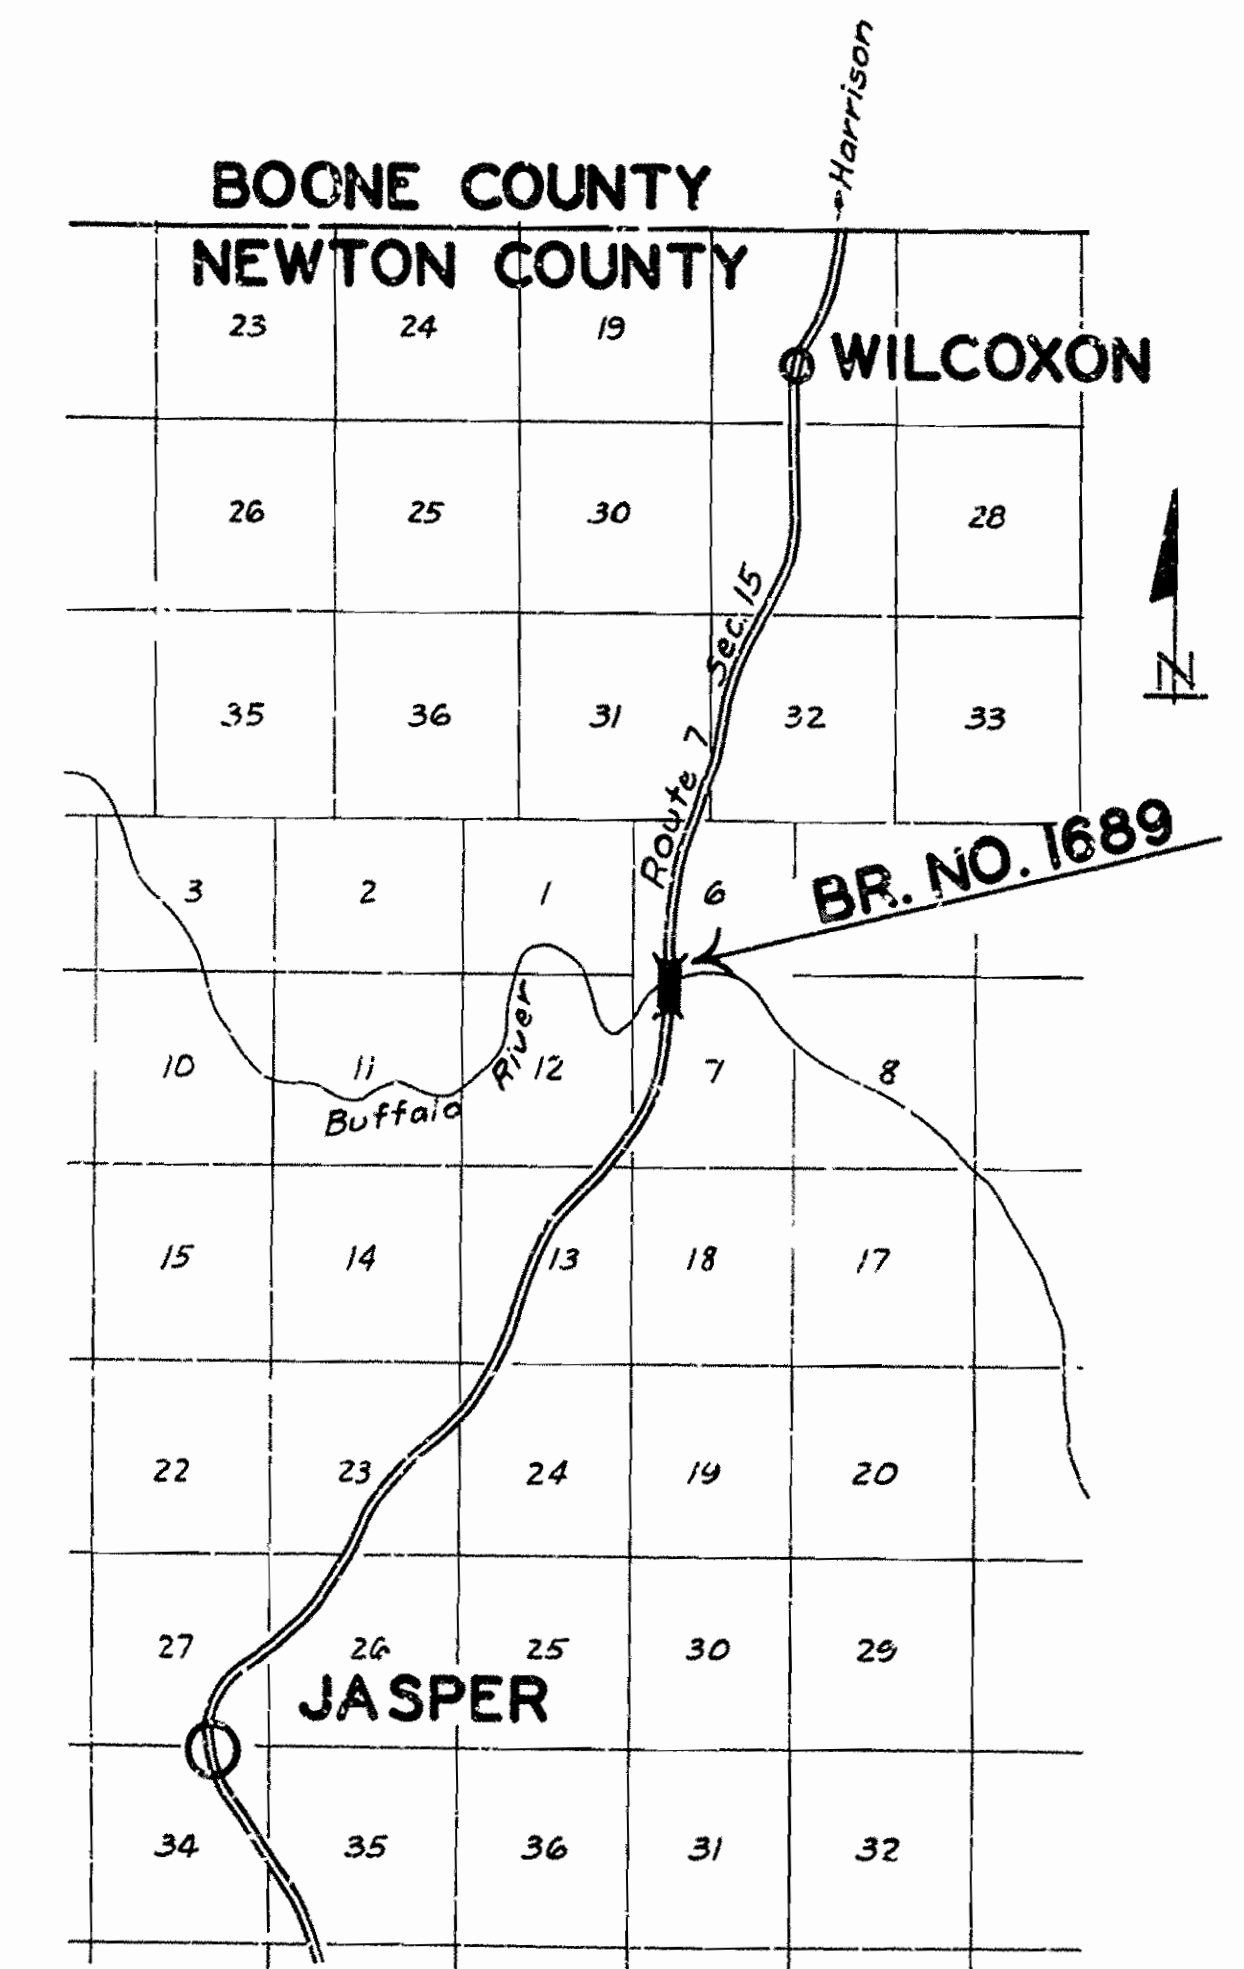 Harrison
BOONE COUNTY
NEWTON COUNTY
23 24 19
WILCOXON
26 25 30 28
Route 7 Sec. 15
35 36 31 32 33
BR. NO. 1689
3 2 1 6
10 11 12 7 8
Buffalo River
15 14 13 18 17
22 23 24 19 20
27 26 25 30 29
JASPER
34 35 36 31 32
N